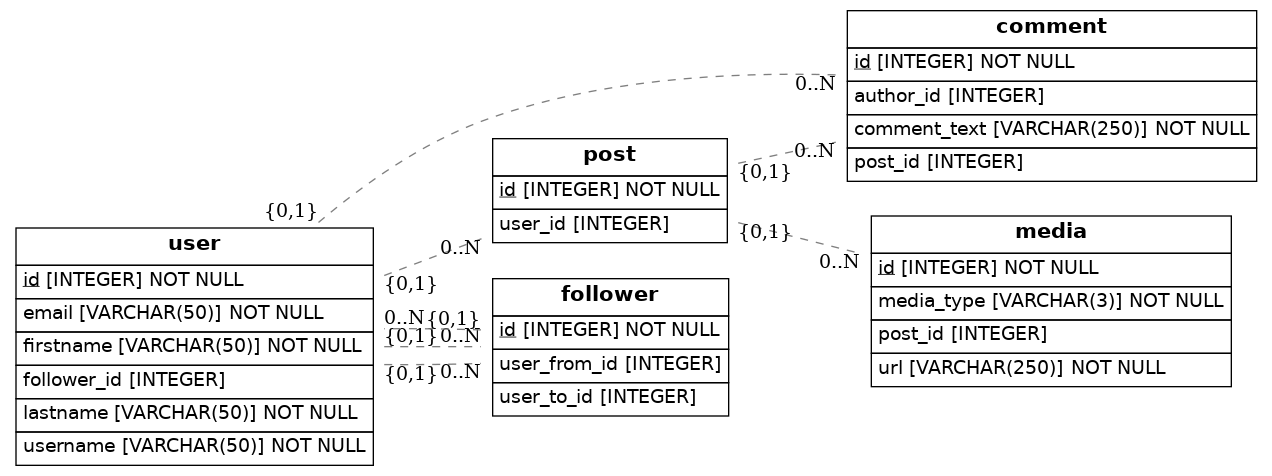 comment
id [INTEGER] NOT NULL
author_id [INTEGER]
comment_text [VARCHAR(250)] NOT NULL
post_id [INTEGER]
0..N
0..N
post
id [INTEGER] NOT NULL
user_id [INTEGER]
{0,1}
{0,1}
0..N
media
id [INTEGER] NOT NULL
media_type [VARCHAR(3)] NOT NULL
post_id [INTEGER]
url [VARCHAR(250)] NOT NULL
{0,1}
user
id [INTEGER] NOT NULL
email [VARCHAR(50)] NOT NULL
firstname [VARCHAR(50)] NOT NULL
follower_id [INTEGER]
lastname [VARCHAR(50)] NOT NULL
username [VARCHAR(50)] NOT NULL
0..N
{0,1}
0..N {0,1}
{0,1} 0..N
{0,1} 0..N
follower
id [INTEGER] NOT NULL
user_from_id [INTEGER]
user_to_id [INTEGER]